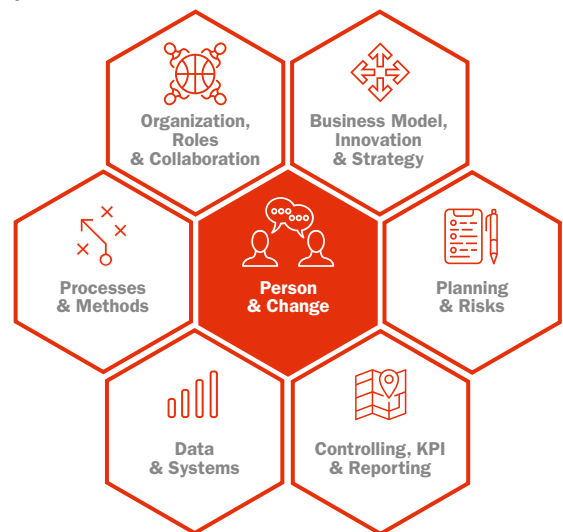 Organization,
Roles
& Collaboration
Business Model,
Innovation
& Strategy
Processes
& Methods
Person
& Change
Planning
& Risks
Data
& Systems
Controlling, KPI
& Reporting